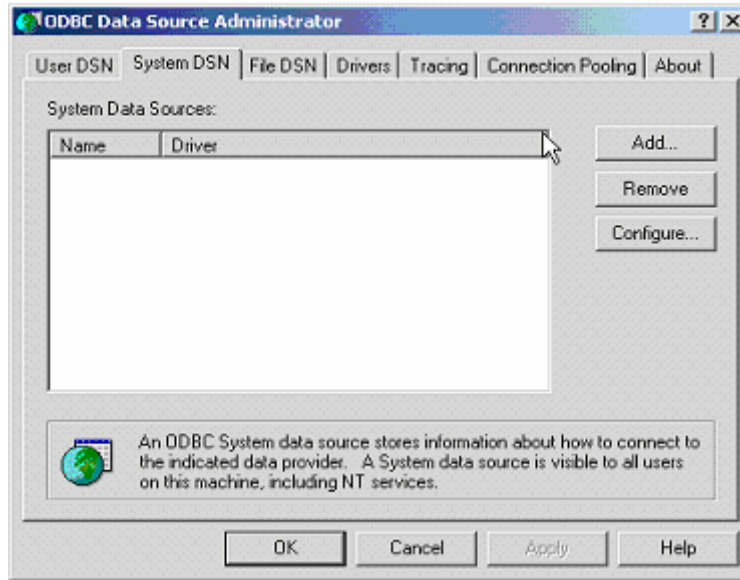 ODBC Data Source Administrator
User DSN System DSN File DSN Drivers Tracing Connection Pooling About
System Data Sources:
Name Driver
Add...
Remove
Configure...
An ODBC System data source stores information about how to connect to
the indicated data provider. A System data source is visible to all users
on this machine, including NT services.
OK Cancel Apply Help